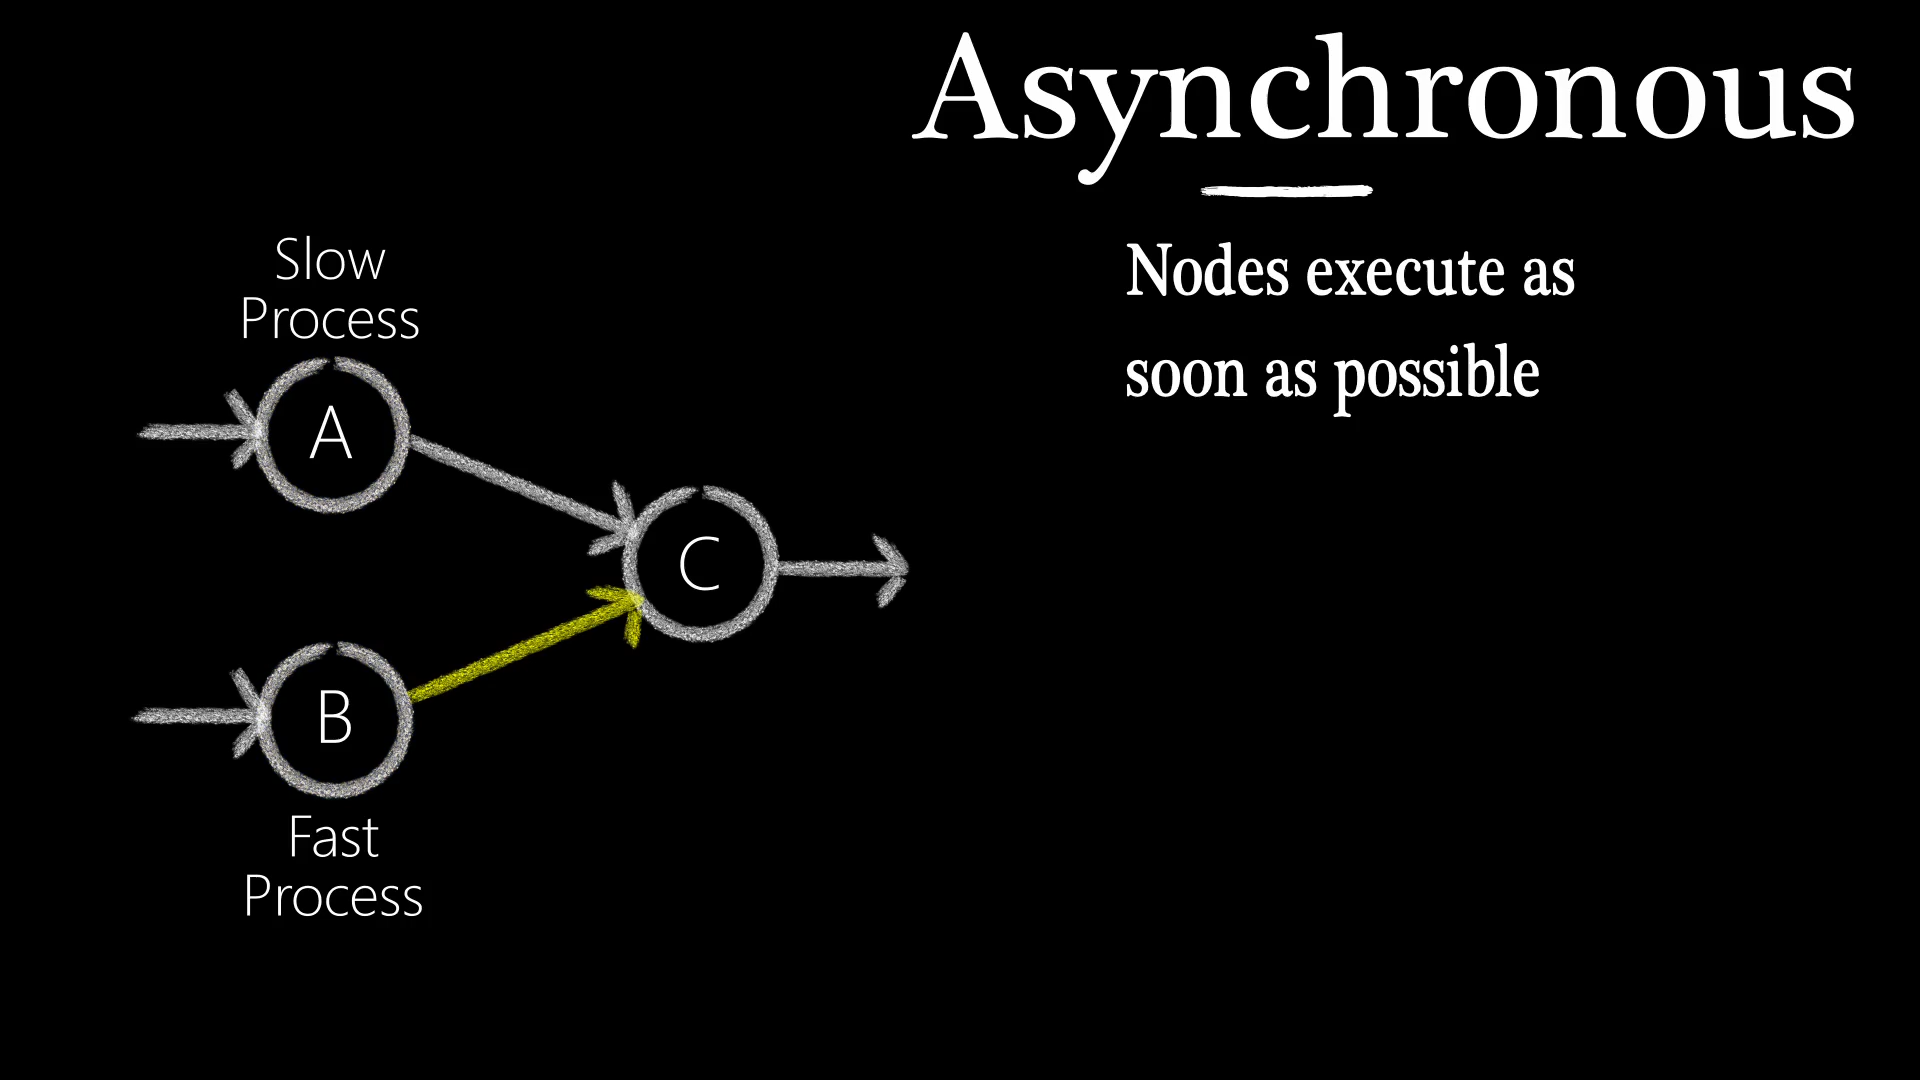 Asynchronous
Nodes execute as
soon as possible
Slow
Process
A
C
B
Fast
Process